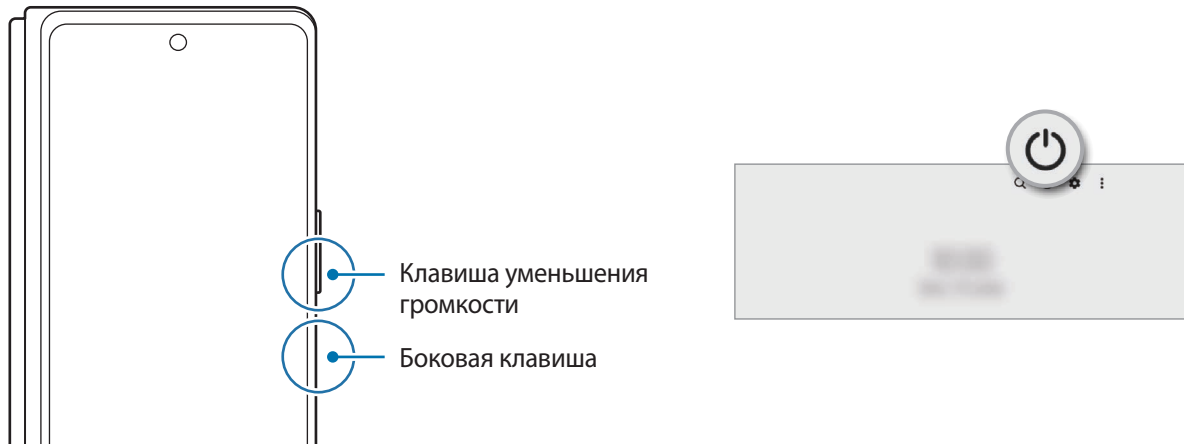 Клавиша уменьшения
громкости
Боковая клавиша